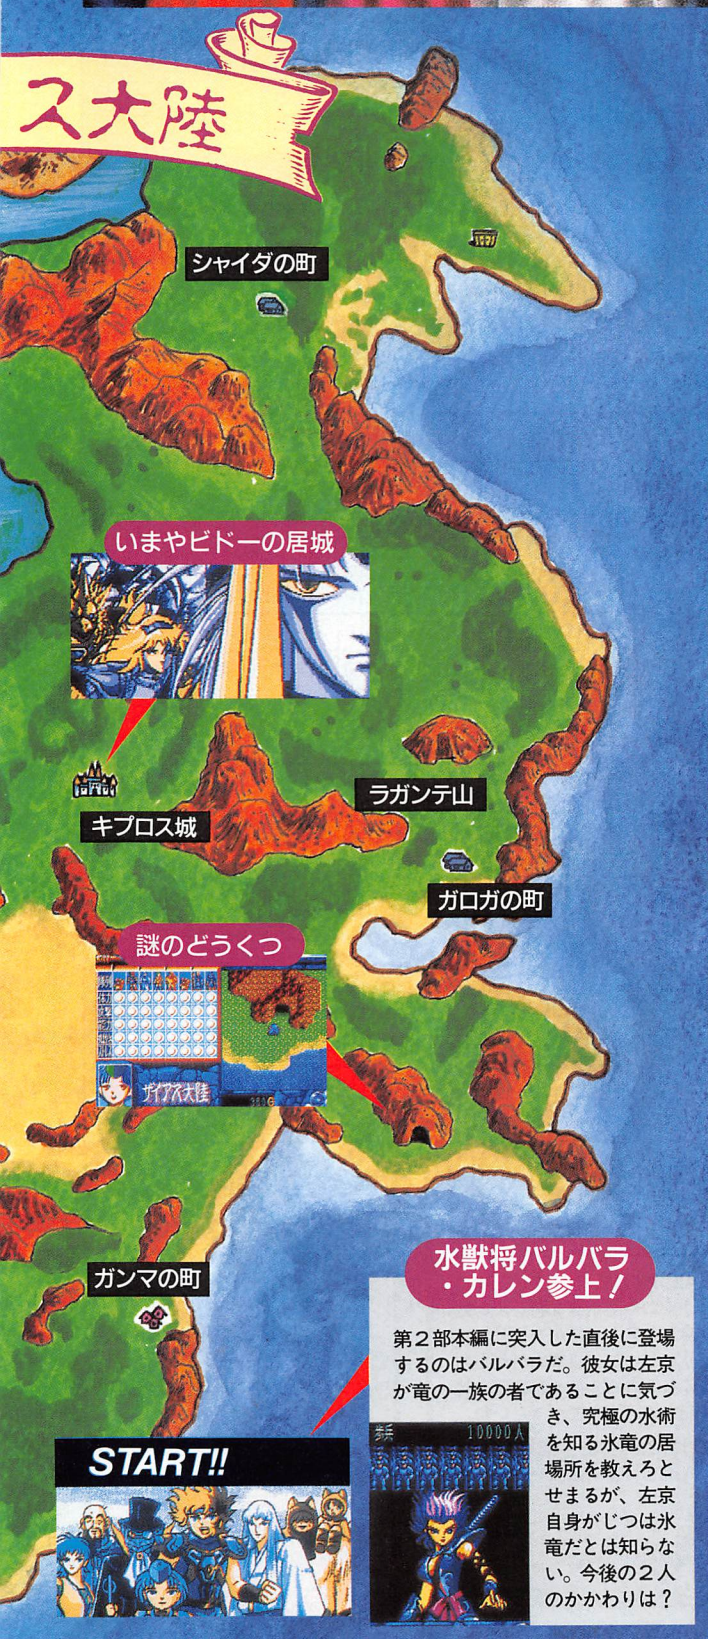 ス大陸
シャイダの町
いまやビドーの居城
ラガンテ山
キプロス城
ガロガの町
謎のどうくつ
ガイアス大陸
ガンマの町
水獣将バルバラ
・カレン参上!
第2部本編に突入した直後に登場
するのはバルバラだ。彼女は左京
が竜の一族の者であることに気づ
き、究極の水術
を知る氷竜の居
場所を教えろと
せまるが、左京
自身がじつは氷
竜だとは知らな
い。今後の2人
のかかわりは?
歩兵 10000人
START!!